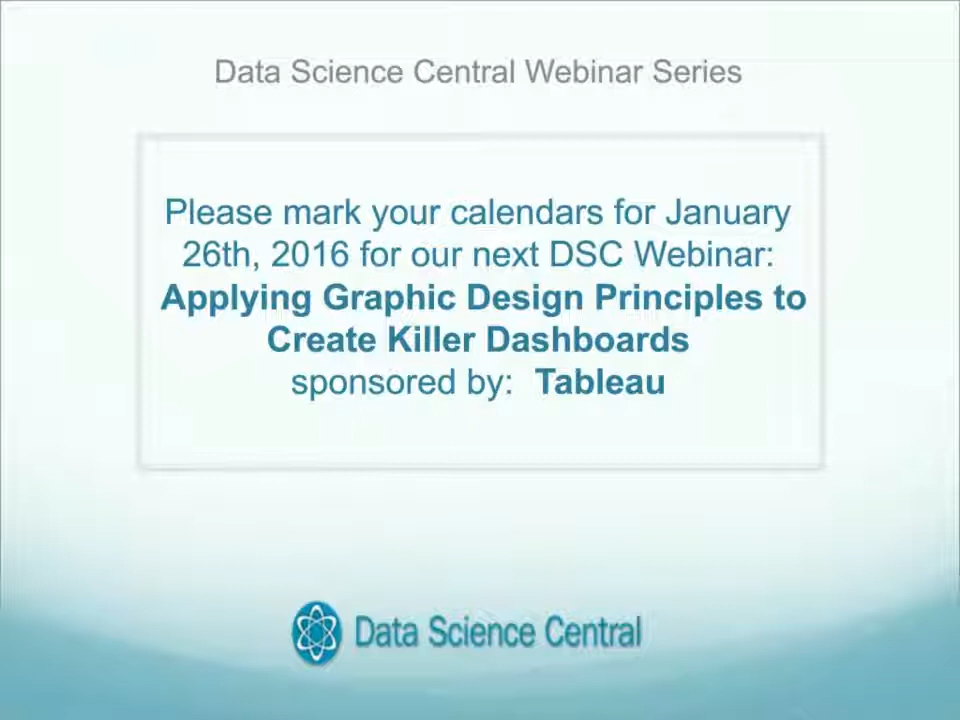 Data Science Central Webinar Series
Please mark your calendars for January
26th, 2016 for our next DSC Webinar:
Applying Graphic Design Principles to
Create Killer Dashboards
sponsored by: Tableau
Data Science Central